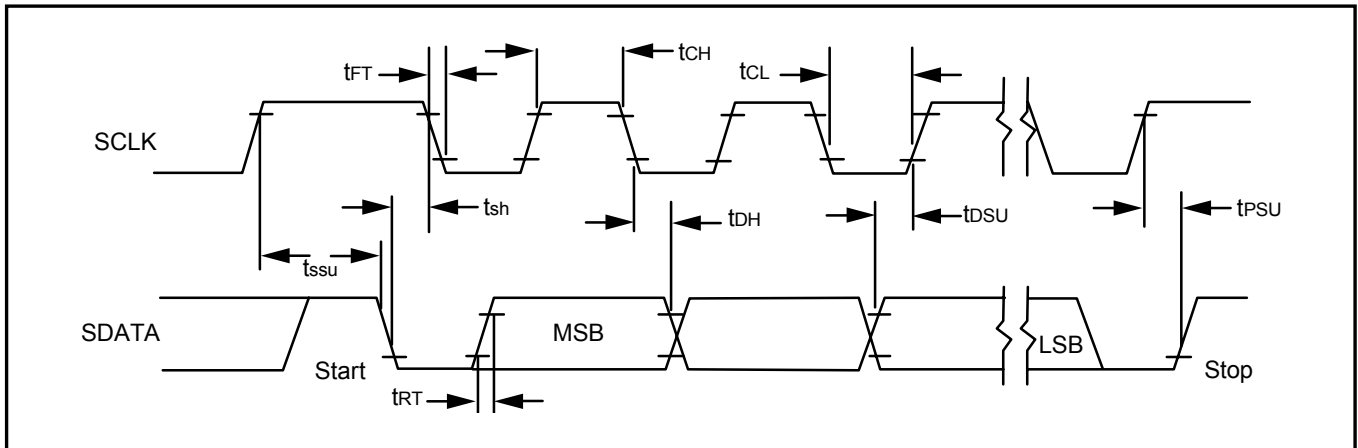 tCH
tFT
tCL
SCLK
tsh
tDH
tDSU
tPSU
tssu
SDATA
MSB
LSB
Start
Stop
tRT